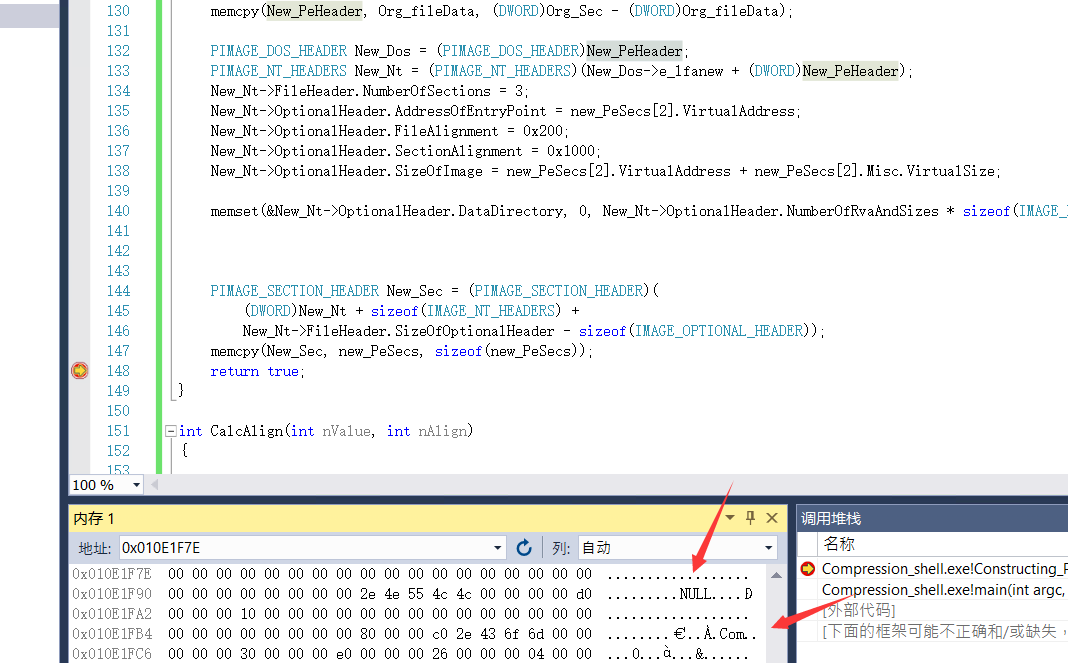 130 memcpy(New_PeHeader, Org_fileData, (DWORD)Org_Sec - (DWORD)Org_fileData);
131
132 PIMAGE_DOS_HEADER New_Dos = (PIMAGE_DOS_HEADER)New_PeHeader;
133 PIMAGE_NT_HEADERS New_Nt = (PIMAGE_NT_HEADERS)(New_Dos->e_lfanew + (DWORD)New_PeHeader);
134 New_Nt->FileHeader.NumberOfSections = 3;
135 New_Nt->OptionalHeader.AddressOfEntryPoint = new_PeSecs[2].VirtualAddress;
136 New_Nt->OptionalHeader.FileAlignment = 0x200;
137 New_Nt->OptionalHeader.SectionAlignment = 0x1000;
138 New_Nt->OptionalHeader.SizeOfImage = new_PeSecs[2].VirtualAddress + new_PeSecs[2].Misc.VirtualSize;
139
140 memset(&New_Nt->OptionalHeader.DataDirectory, 0, New_Nt->OptionalHeader.NumberOfRvaAndSizes * sizeof(IMAGE_
141
142
143
144 PIMAGE_SECTION_HEADER New_Sec = (PIMAGE_SECTION_HEADER)(
145 (DWORD)New_Nt + sizeof(IMAGE_NT_HEADERS) +
146 New_Nt->FileHeader.SizeOfOptionalHeader - sizeof(IMAGE_OPTIONAL_HEADER));
147 memcpy(New_Sec, new_PeSecs, sizeof(new_PeSecs));
148 return true;
149 }
150
151 int CalcAlign(int nValue, int nAlign)
152 {
153
100 %
内存 1
地址: 0x010E1F7E 列: 自动
0x010E1F7E 00 00 00 00 00 00 00 00 00 00 00 00 00 00 00 00 00 00 ..................
0x010E1F90 00 00 00 00 00 00 00 00 2e 4e 55 4c 4c 00 00 00 00 d0 .........NULL....Ð
0x010E1FA2 00 00 00 10 00 00 00 00 00 00 00 00 00 00 00 00 00 00 ..................
0x010E1FB4 00 00 00 00 00 00 00 00 80 00 00 c0 2e 43 6f 6d 00 00 ........€..À.Com..
0x010E1FC6 00 00 00 30 00 00 00 e0 00 00 00 26 00 00 00 04 00 00 ...0...à...&......
调用堆栈
名称
Compression_shell.exe!Constructing_
Compression_shell.exe!main(int argc,
[外部代码]
[下面的框架可能不正确和/或缺失，